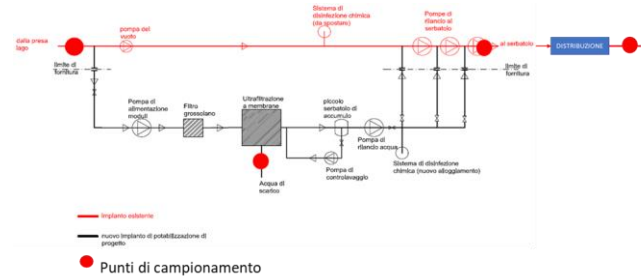 Sistema di
disinfezione chimica
(da spostare)
Pompe di
rilancio al
serbatoio
dalla presa
lago
pompa del
vuoto
al serbatoio
DISTRIBUZIONE
limite di
fornitura
limite di
fornitura
Pompa di
alimentazione
moduli
Filtro
grossolano
Ultrafiltrazione
a membrane
piccolo
serbatoio di
accumulo
Pompa di
rilancio acqua
Acqua di
scarico
Pompa di
controlavaggio
Sistema di disinfezione
chimica (nuovo alloggiamento)
Impianto esistente
nuovo impianto di potabilizzazione di
progetto
Punti di campionamento